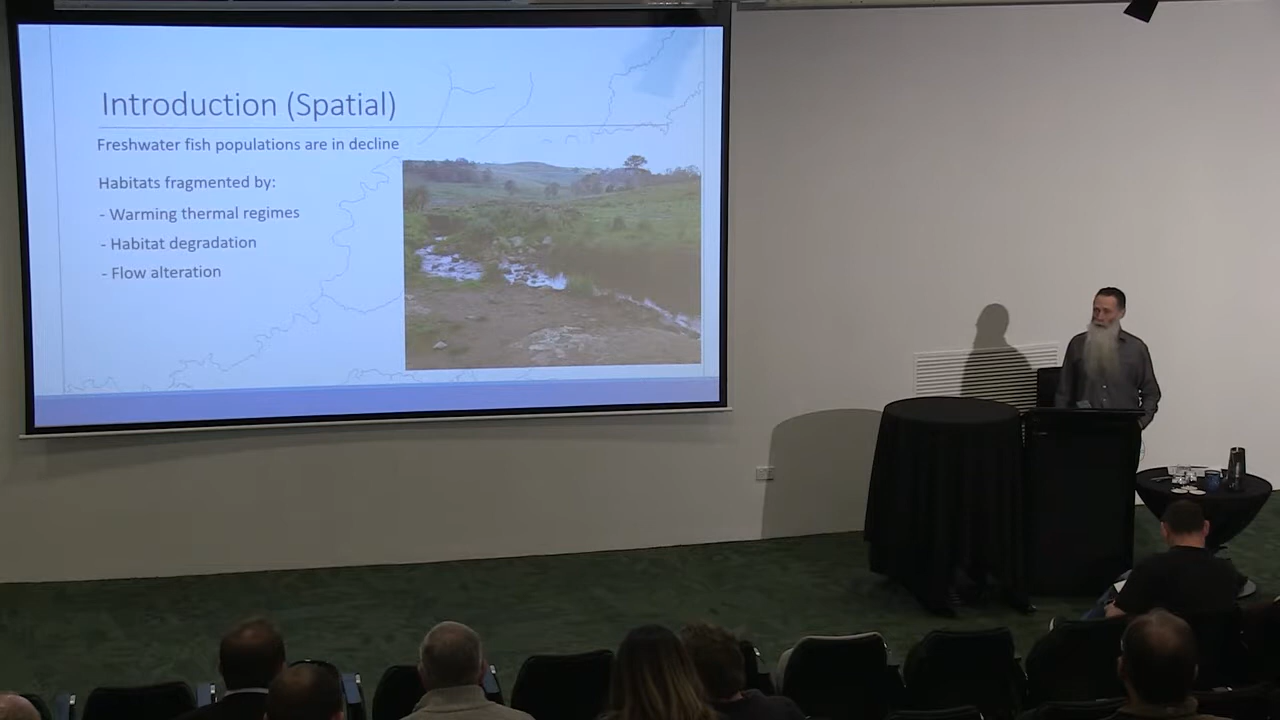 Introduction (Spatial)
Freshwater fish populations are in decline
Habitats fragmented by:
- Warming thermal regimes
- Habitat degradation
- Flow alteration